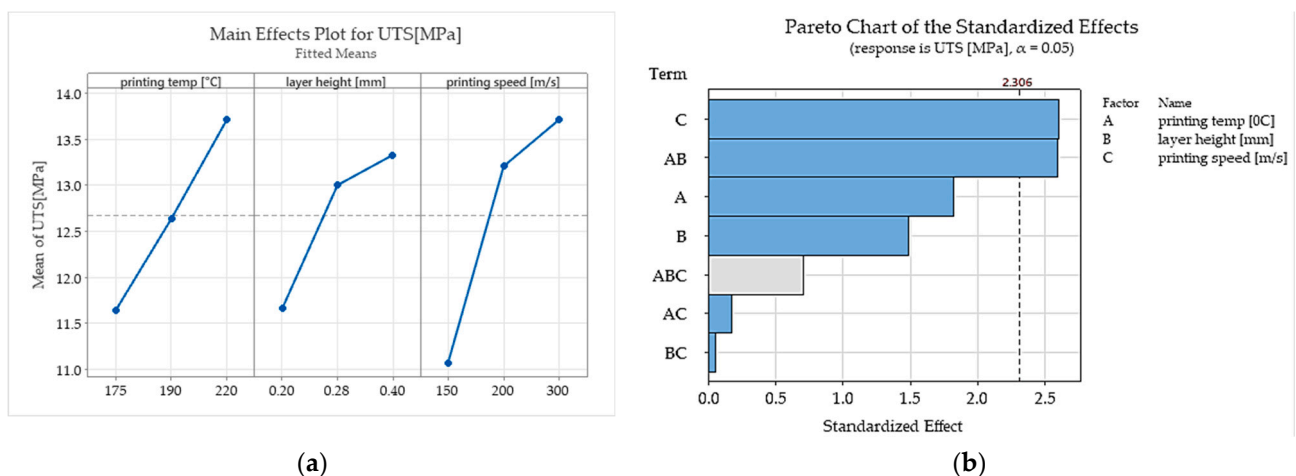 Main Effects Plot for UTS[MPa]
Fitted Means
printing temp [°C] layer height [mm] printing speed [m/s]
Mean of UTS[MPa]
14.0
13.5
13.0
12.5
12.0
11.5
11.0
175 190 220 0.20 0.28 0.40 150 200 300
(a)
Pareto Chart of the Standardized Effects
(response is UTS [MPa], α = 0.05)
Term
2.306
C
AB
A
B
ABC
AC
BC
0.0 0.5 1.0 1.5 2.0 2.5
Standardized Effect
Factor Name
A printing temp [0C]
B layer height [mm]
C printing speed [m/s]
(b)